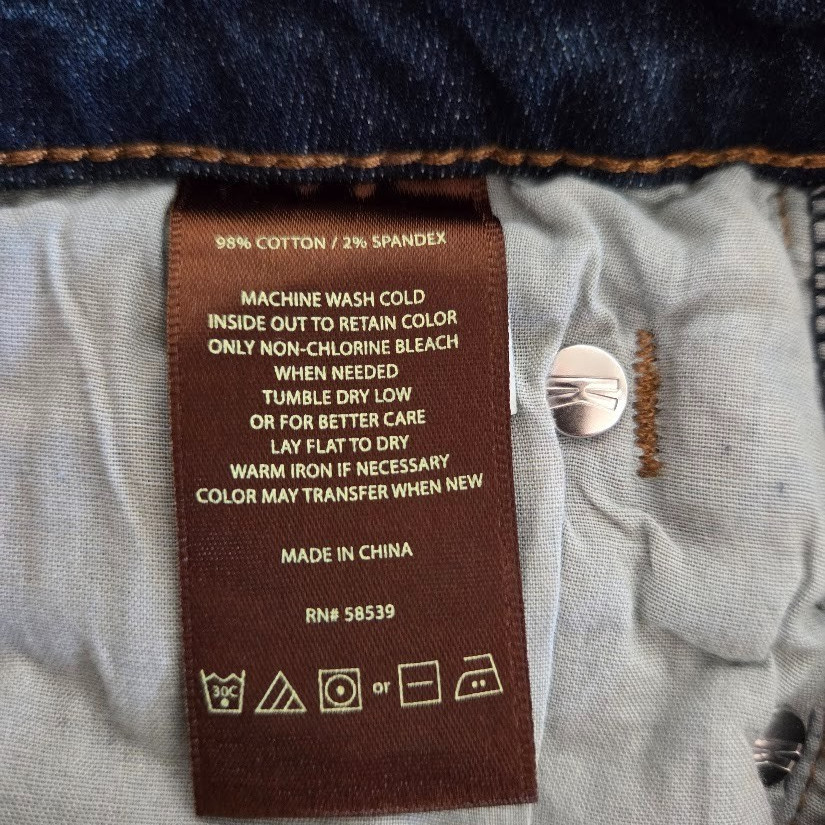 98% COTTON / 2% SPANDEX
MACHINE WASH COLD
INSIDE OUT TO RETAIN COLOR
ONLY NON-CHLORINE BLEACH
WHEN NEEDED
TUMBLE DRY LOW
OR FOR BETTER CARE
LAY FLAT TO DRY
WARM IRON IF NECESSARY
COLOR MAY TRANSFER WHEN NEW
MADE IN CHINA
RN# 58539
30C or